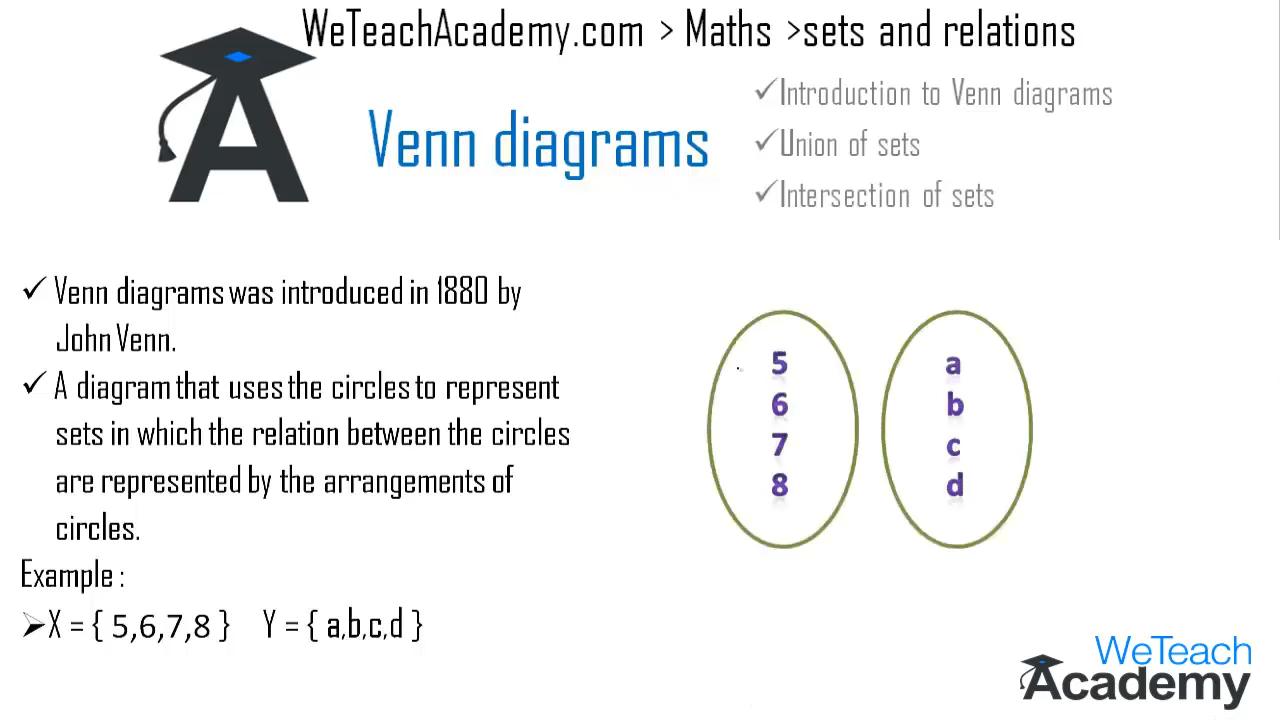 WeTeachAcademy.com > Maths >sets and relations
Venn diagrams
✓Introduction to Venn diagrams
✓Union of sets
✓Intersection of sets
✓ Venn diagrams was introduced in 1880 by
John Venn.
✓ A diagram that uses the circles to represent
sets in which the relation between the circles
are represented by the arrangements of
circles.
Example :
➢X = { 5,6,7,8 } Y = { a,b,c,d }
5
6
7
8
a
b
c
d
WeTeach
Academy